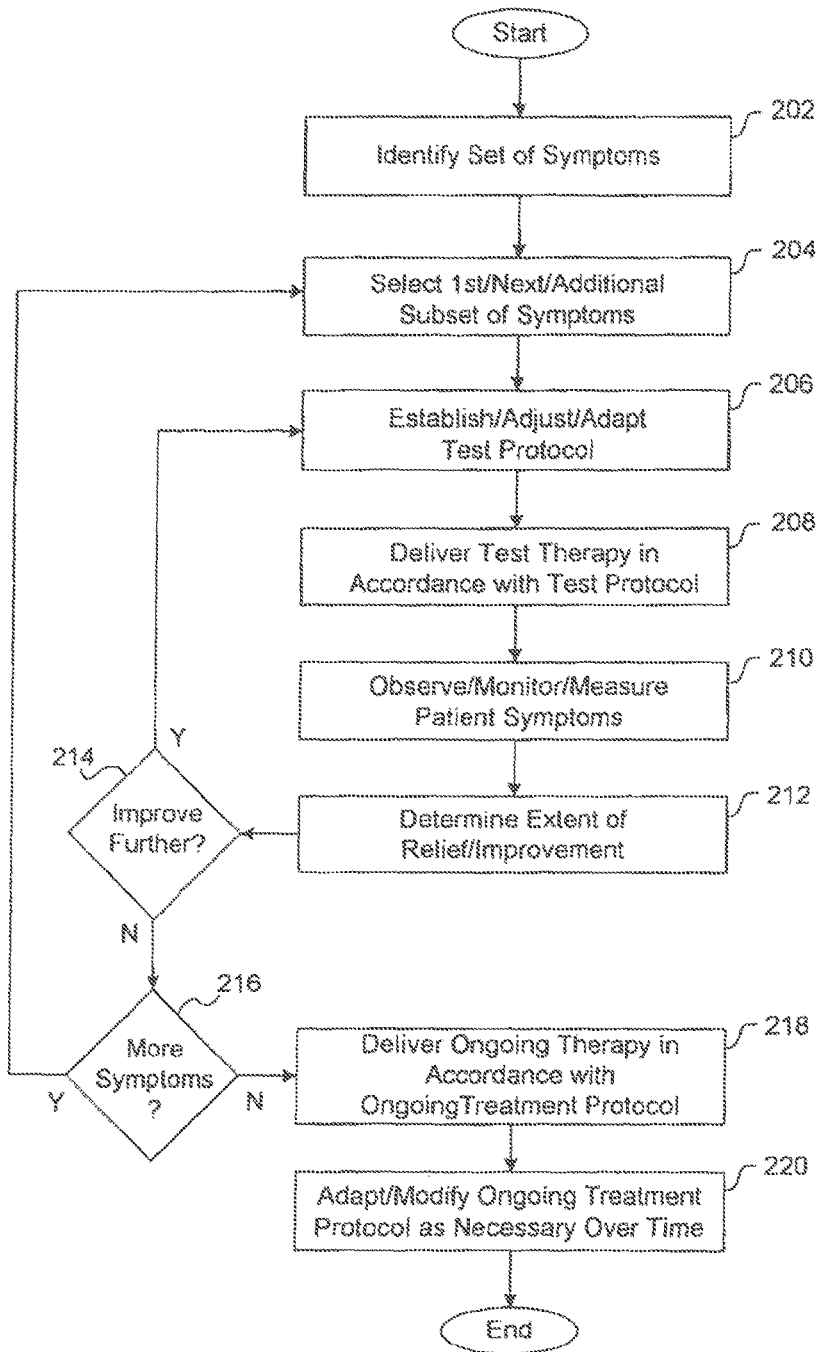 Start
202
Identify Set of Symptoms
204
Select 1st/Next/Additional
Subset of Symptoms
206
Establish/Adjust/Adapt
Test Protocol
208
Deliver Test Therapy in
Accordance with Test Protocol
210
Observe/Monitor/Measure
Patient Symptoms
212
Determine Extent of
Relief/Improvement
214
Y
Improve
Further?
N
216
More
Symptoms
?
Y
N
218
Deliver Ongoing Therapy in
Accordance with
OngoingTreatment Protocol
220
Adapt/Modify Ongoing Treatment
Protocol as Necessary Over Time
End